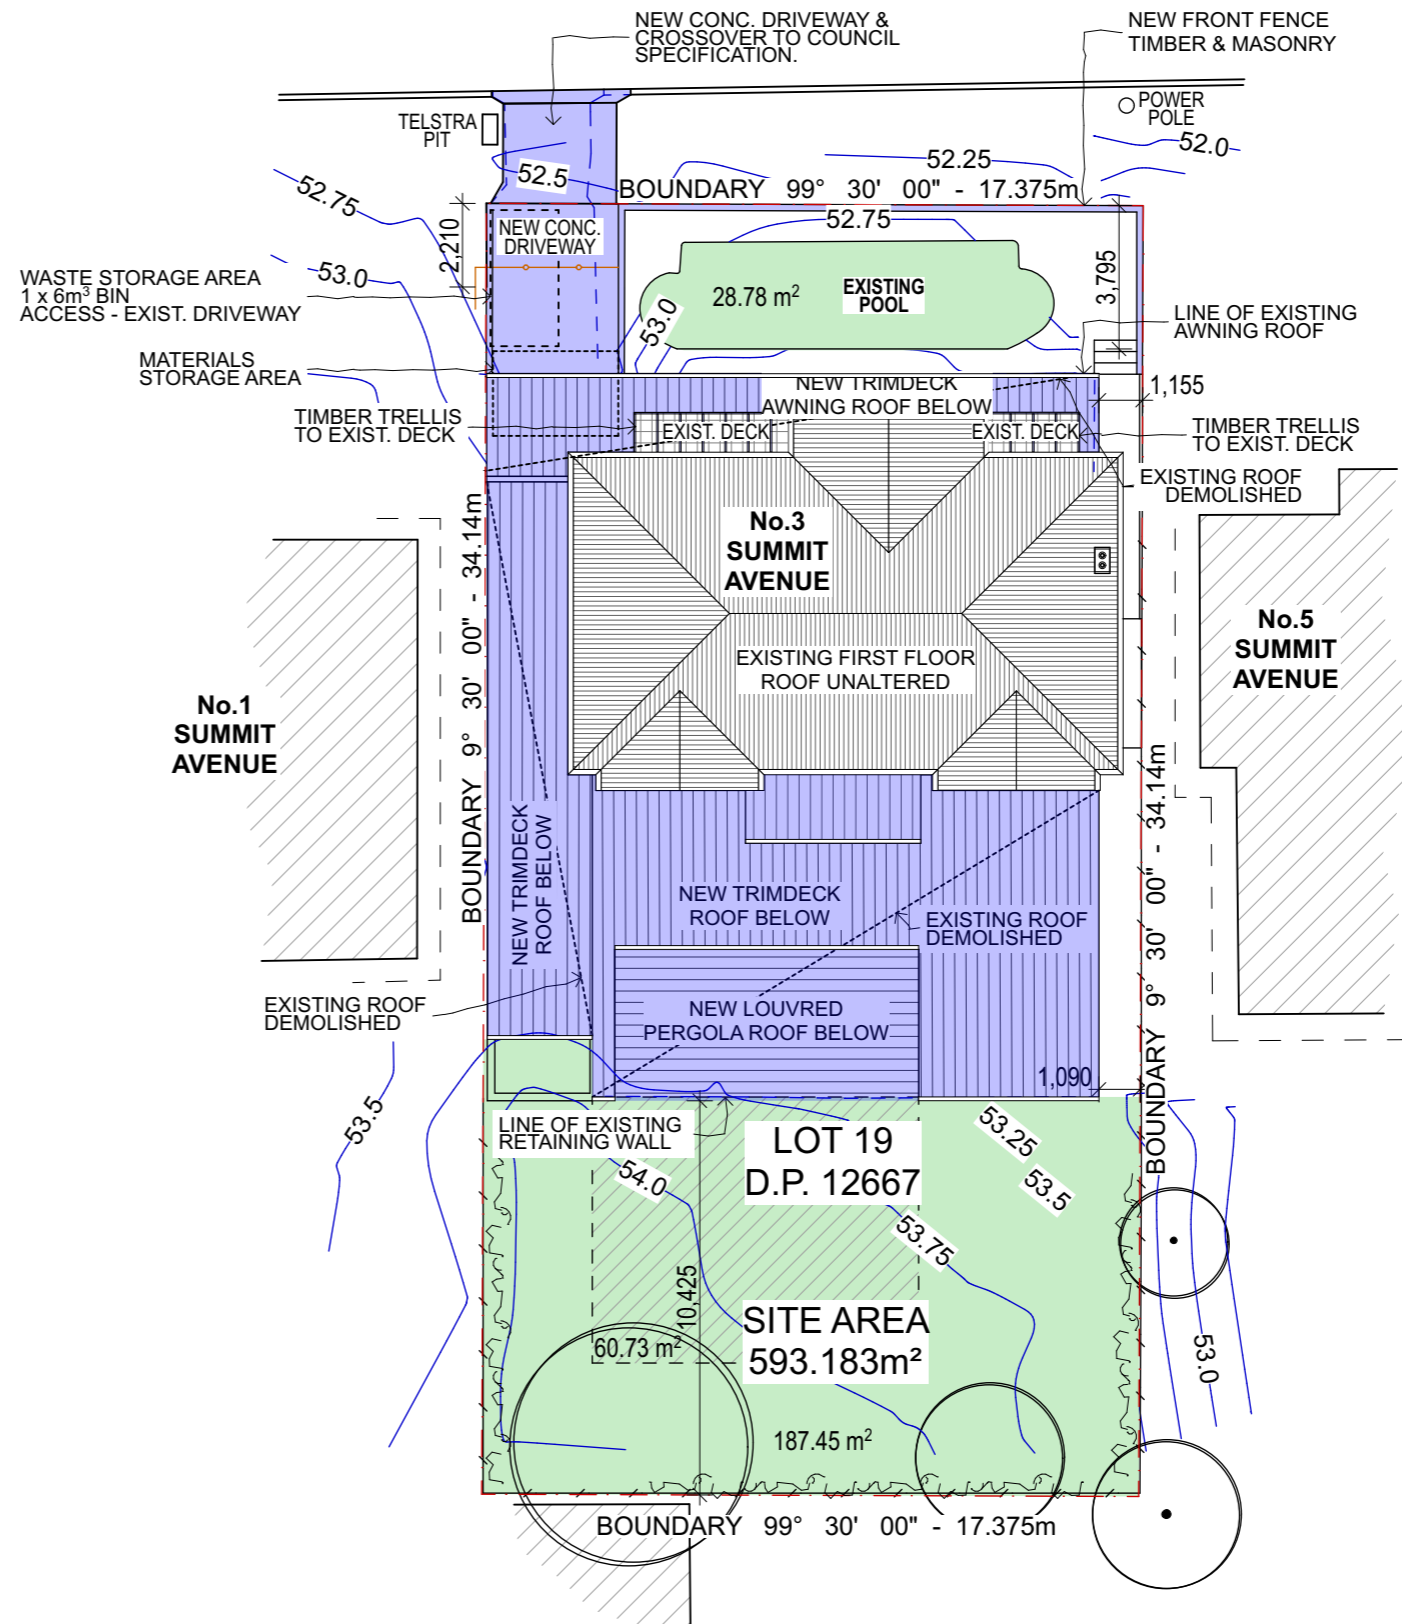 NEW CONC. DRIVEWAY &
CROSSOVER TO COUNCIL
SPECIFICATION.
NEW FRONT FENCE
TIMBER & MASONRY
TELSTRA
PIT
POWER
POLE
52.0
52.25
52.5
52.75
BOUNDARY 99° 30' 00" - 17.375m
52.75
NEW CONC.
DRIVEWAY
2,210
3,795
53.0
WASTE STORAGE AREA
1 x 6m³ BIN
ACCESS - EXIST. DRIVEWAY
28.78 m²
EXISTING
POOL
53.0
LINE OF EXISTING
AWNING ROOF
MATERIALS
STORAGE AREA
1,155
NEW TRIMDECK
AWNING ROOF BELOW
TIMBER TRELLIS
TO EXIST. DECK
EXIST. DECK
EXIST. DECK
TIMBER TRELLIS
TO EXIST. DECK
EXISTING ROOF
DEMOLISHED
No.3
SUMMIT
AVENUE
BOUNDARY 9° 30' 00" - 34.14m
No.5
SUMMIT
AVENUE
EXISTING FIRST FLOOR
ROOF UNALTERED
No.1
SUMMIT
AVENUE
BOUNDARY 9° 30' 00" - 34.14m
NEW TRIMDECK
ROOF BELOW
NEW TRIMDECK
ROOF BELOW
EXISTING ROOF
DEMOLISHED
EXISTING ROOF
DEMOLISHED
NEW LOUVRED
PERGOLA ROOF BELOW
1,090
53.5
LINE OF EXISTING
RETAINING WALL
LOT 19
D.P. 12667
53.25
53.5
54.0
53.75
10,425
SITE AREA
593.183m²
60.73 m²
53.0
187.45 m²
BOUNDARY 99° 30' 00" - 17.375m